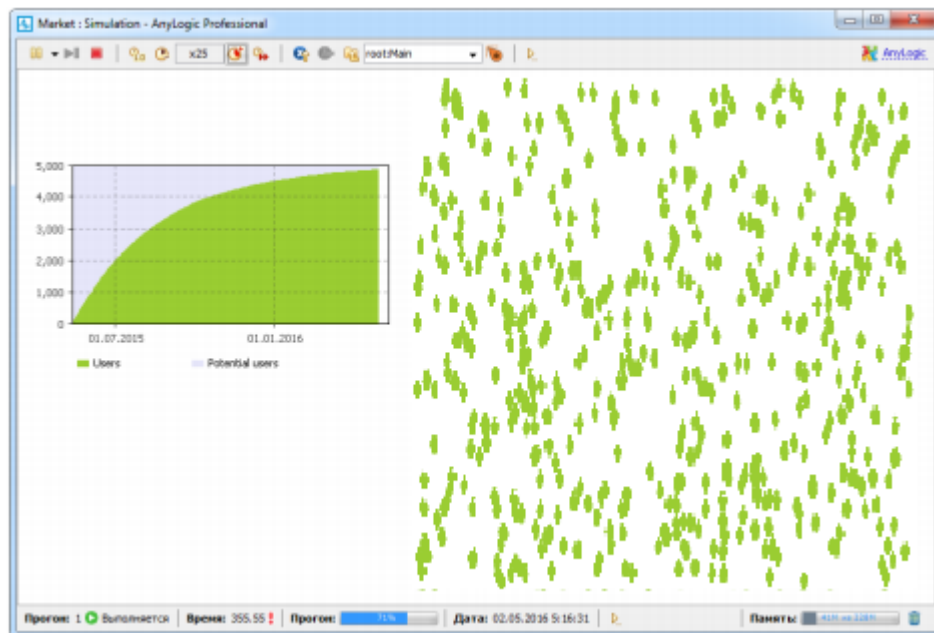 Market : Simulation - AnyLogic Professional
x25
root:Main
AnyLogic
5,000
4,000
3,000
2,000
1,000
0
01.07.2015 01.01.2016
Users Potential users
Прогон: 1 Выполняется Время: 355.55 Прогон: 71% Дата: 02.05.2016 5:16:31 Память: